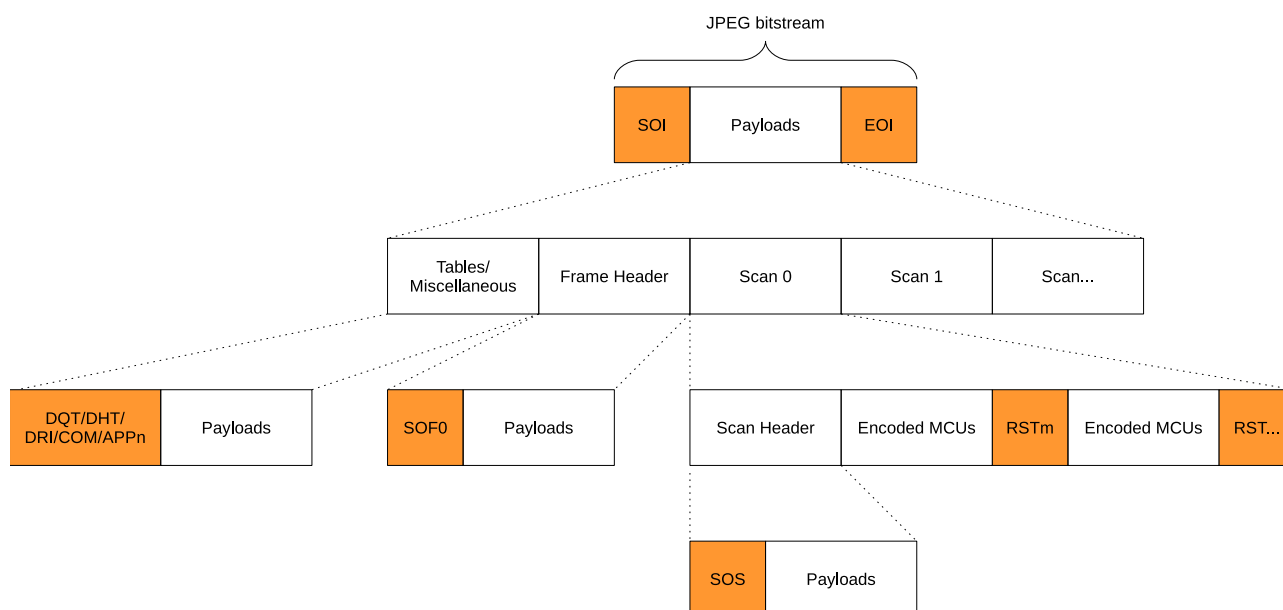 JPEG bitstream
SOI
Payloads
EOI
Tables/
Miscellaneous
Frame Header
Scan 0
Scan 1
Scan...
DQT/DHT/
DRI/COM/APPn
Payloads
SOF0
Payloads
Scan Header
Encoded MCUs
RSTm
Encoded MCUs
RST...
SOS
Payloads